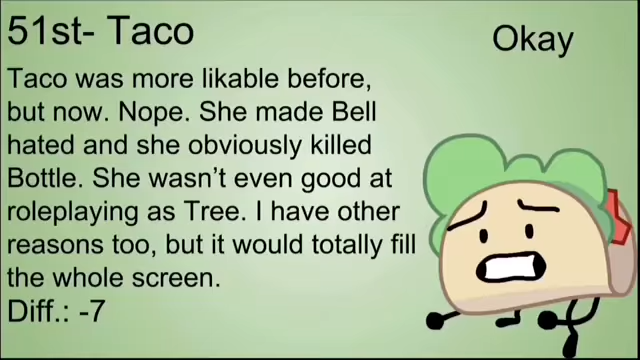 51st- Taco
Okay
Taco was more likable before,
but now. Nope. She made Bell
hated and she obviously killed
Bottle. She wasn't even good at
roleplaying as Tree. I have other
reasons too, but it would totally fill
the whole screen.
Diff.: -7